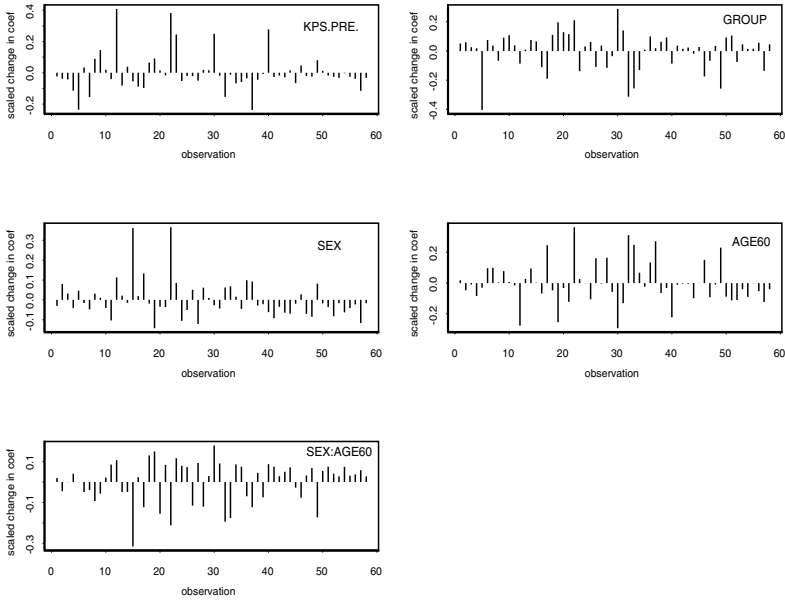 KPS.PRE.
scaled change in coef
0.4
0.2
0.0
-0.2
0 10 20 30 40 50 60
observation
GROUP
scaled change in coef
0.2
0.0
-0.2
-0.4
0 10 20 30 40 50 60
observation
SEX
scaled change in coef
0.3
0.1
0.0
-0.1
0 10 20 30 40 50 60
observation
AGE60
scaled change in coef
0.2
0.0
-0.2
0 10 20 30 40 50 60
observation
SEX:AGE60
scaled change in coef
0.1
-0.1
-0.3
0 10 20 30 40 50 60
observation